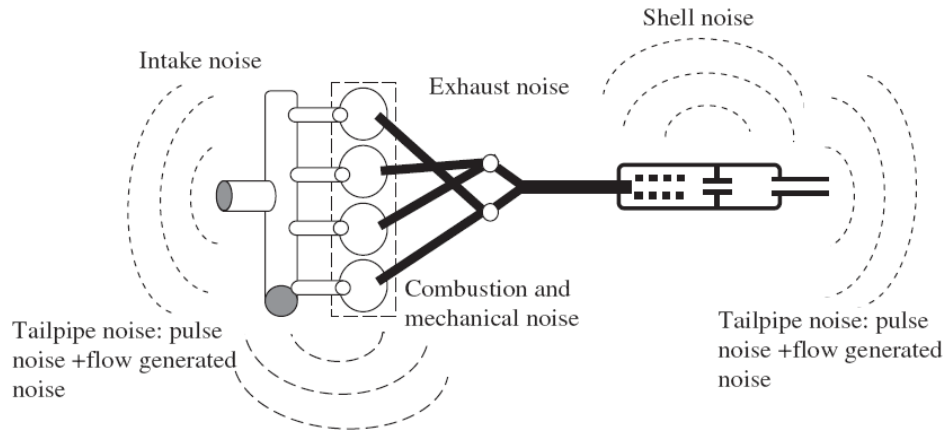 Shell noise
Intake noise
Exhaust noise
Combustion and
mechanical noise
Tailpipe noise: pulse
noise +flow generated
noise
Tailpipe noise: pulse
noise +flow generated
noise